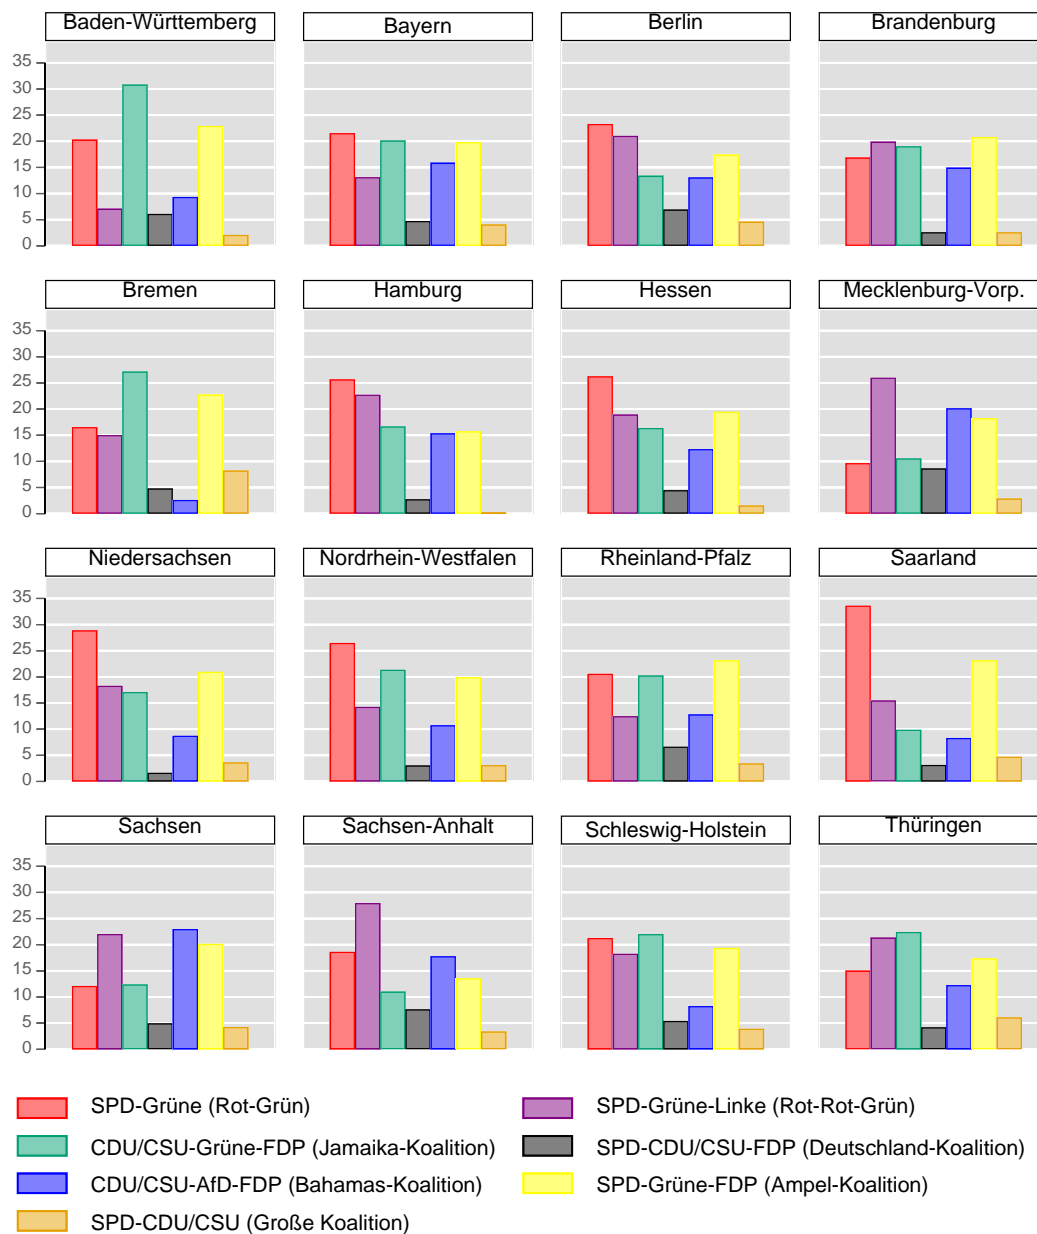 Baden-Württemberg
Bayern
Berlin
Brandenburg
35
30
25
20
15
10
5
0
Bremen
Hamburg
Hessen
Mecklenburg-Vorp.
35
30
25
20
15
10
5
0
Niedersachsen
Nordrhein-Westfalen
Rheinland-Pfalz
Saarland
35
30
25
20
15
10
5
0
Sachsen
Sachsen-Anhalt
Schleswig-Holstein
Thüringen
35
30
25
20
15
10
5
0
SPD-Grüne (Rot-Grün)
SPD-Grüne-Linke (Rot-Rot-Grün)
CDU/CSU-Grüne-FDP (Jamaika-Koalition)
SPD-CDU/CSU-FDP (Deutschland-Koalition)
CDU/CSU-AfD-FDP (Bahamas-Koalition)
SPD-Grüne-FDP (Ampel-Koalition)
SPD-CDU/CSU (Große Koalition)